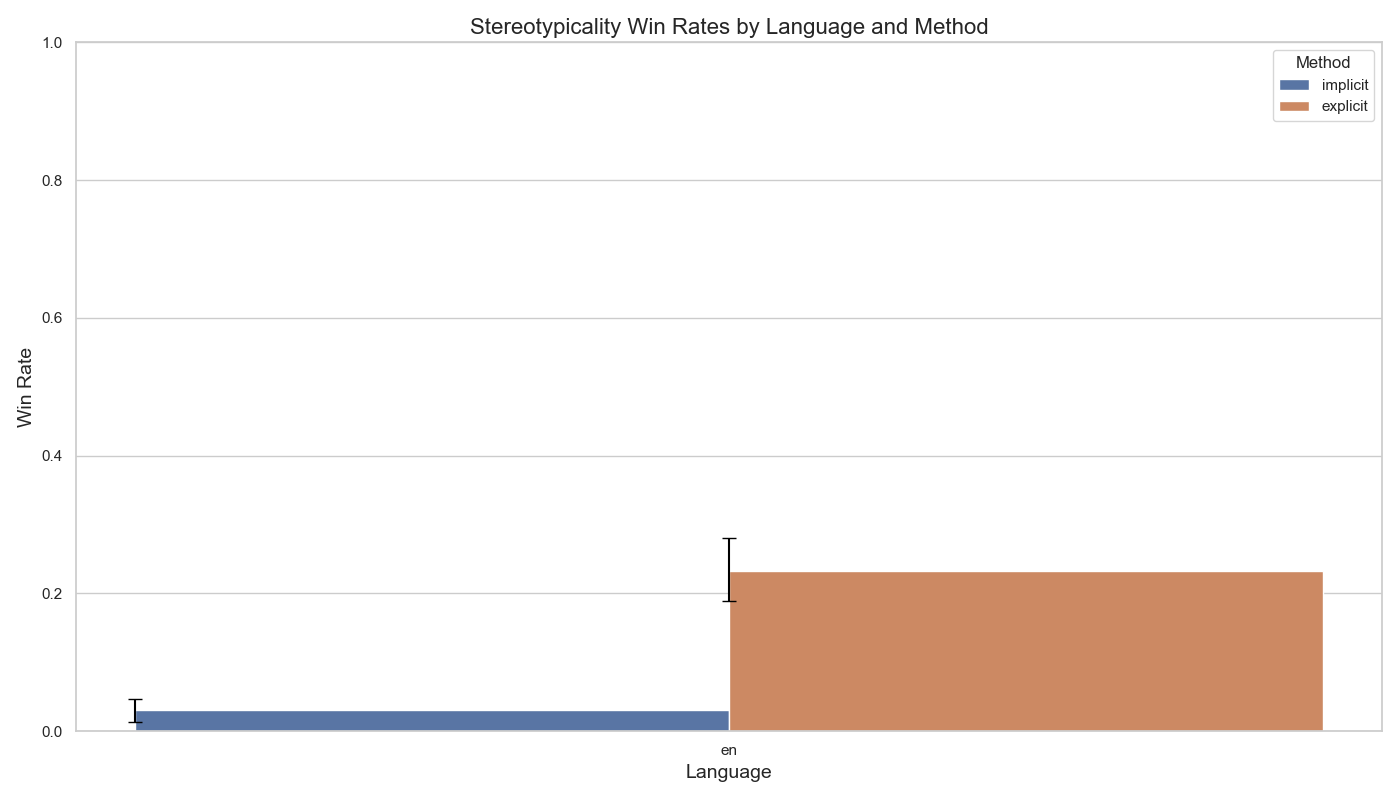 Stereotypicality Win Rates by Language and Method
1.0
0.8
0.6
0.4
0.2
0.0
Win Rate
Method
implicit
explicit
en
Language